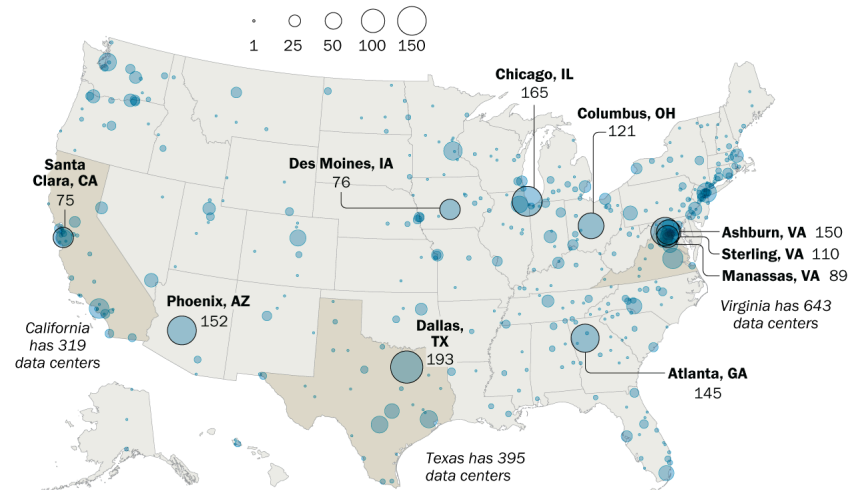 1 25 50 100 150
Chicago, IL
165
Columbus, OH
121
Santa
Clara, CA
75
Des Moines, IA
76
Ashburn, VA 150
Sterling, VA 110
Manassas, VA 89
Virginia has 643
data centers
Phoenix, AZ
152
California
has 319
data centers
Dallas,
TX
193
Atlanta, GA
145
Texas has 395
data centers